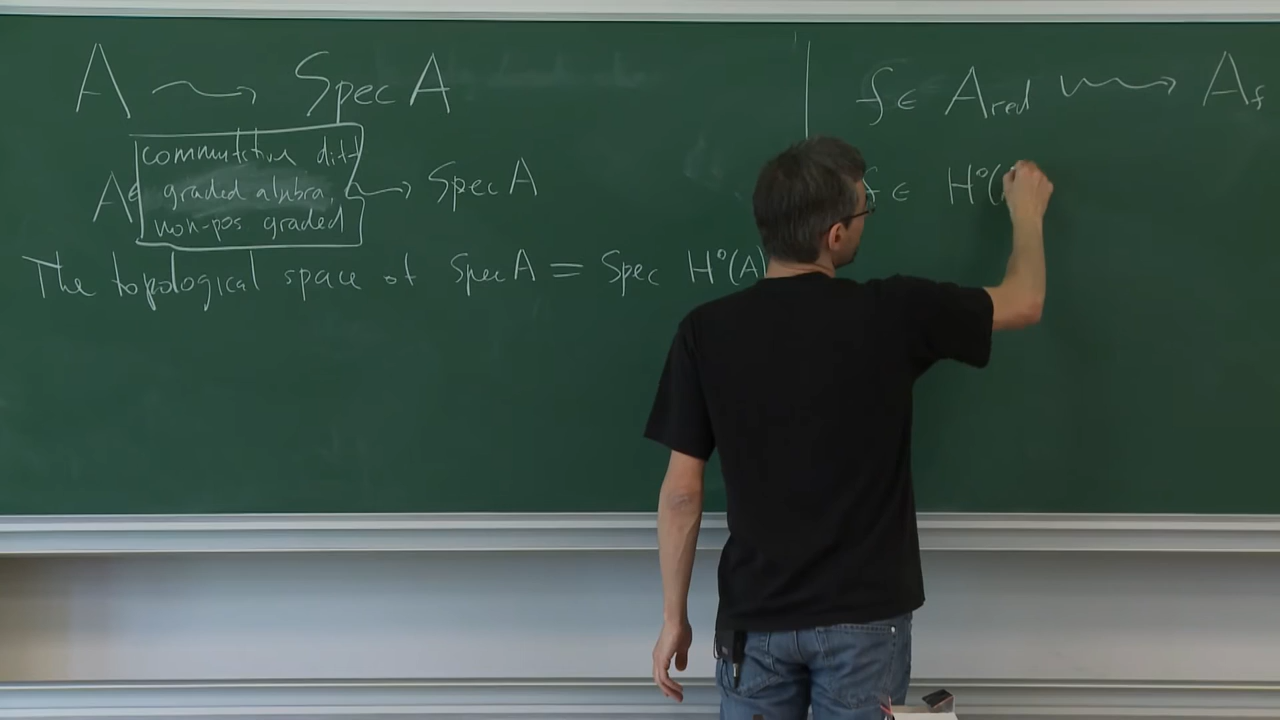 A ⇝ Spec A
A commutative diff graded algebra, non-pos graded ⇝ Spec A
The topological space of Spec A = Spec H⁰(A)
f ∈ A_red ⇝ A_f
f ∈ H⁰(